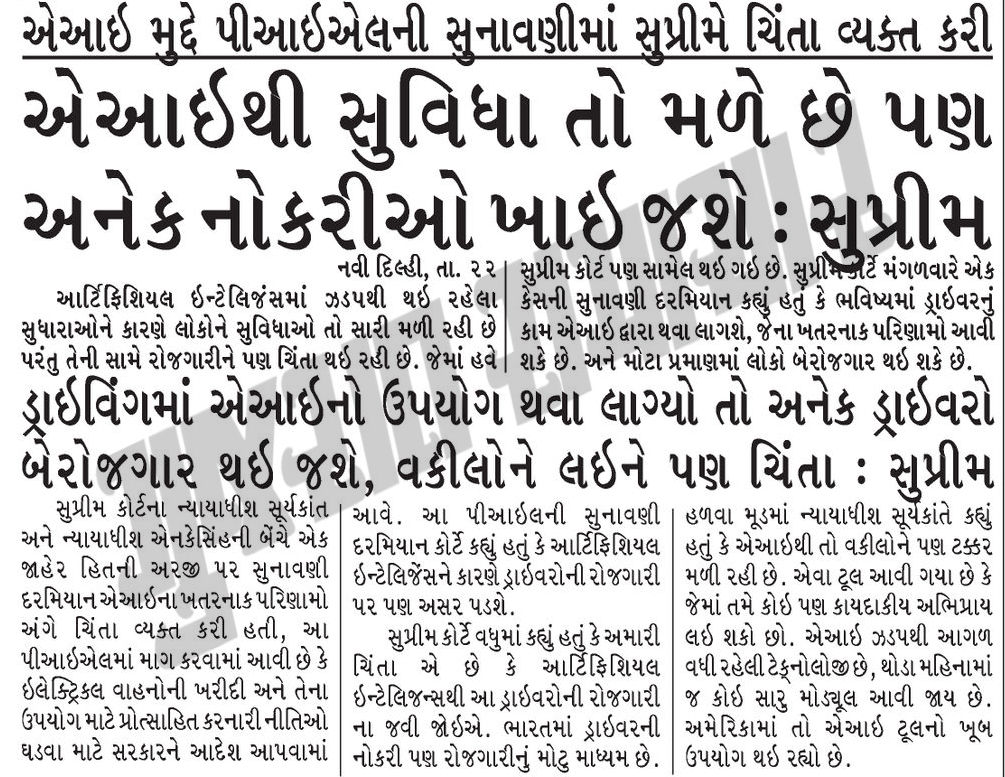 એઆઇ મુદ્દે પીઆઇએલની સુનાવણીમાં સુપ્રીમે ચિંતા વ્યક્ત કરી
એઆઇથી સુવિધા તો મળે છે પણ
અનેક નોકરીઓ ખાઇ જશે : સુપ્રીમ
નવી દિલ્હી, તા. ૨૨
આર્ટિફિશિયલ ઇન્ટેલિજંસમાં ઝડપથી થઇ રહેલા
સુધારાઓને કારણે લોકોને સુવિધાઓ તો સારી મળી રહી છે
પરંતુ તેની સામે રોજગારીને પણ ચિંતા થઇ રહી છે. જેમાં હવે
સુપ્રીમ કોર્ટ પણ સામેલ થઇ ગઇ છે. સુપ્રીમ કોર્ટે મંગળવારે એક
કેસની સુનાવણી દરમિયાન કહ્યું હતું કે ભવિષ્યમાં ડ્રાઇવરનું
કામ એઆઇ દ્વારા થવા લાગશે, જેના ખતરનાક પરિણામો આવી
શકે છે. અને મોટા પ્રમાણમાં લોકો બેરોજગાર થઇ શકે છે.
ડ્રાઇવિંગમાં એઆઇનો ઉપયોગ થવા લાગ્યો તો અનેક ડ્રાઇવરો
બેરોજગાર થઇ જશે, વકીલોને લઇને પણ ચિંતા : સુપ્રીમ
સુપ્રીમ કોર્ટના ન્યાયાધીશ સૂર્યકાંત
અને ન્યાયાધીશ એનકેસિંહની બેંચે એક
જાહેર હિતની અરજી પર સુનાવણી
દરમિયાન એઆઇના ખતરનાક પરિણામો
અંગે ચિંતા વ્યક્ત કરી હતી, આ
પીઆઇએલમાં માગ કરવામાં આવી છે કે
ઇલેક્ટ્રિકલ વાહનોની ખરીદી અને તેના
ઉપયોગ માટે પ્રોત્સાહિત કરનારી નીતિઓ
ઘડવા માટે સરકારને આદેશ આપવામાં
આવે. આ પીઆઇલની સુનાવણી
દરમિયાન કોર્ટે કહ્યું હતું કે આર્ટિફિશિયલ
ઇન્ટેલિજેંસને કારણે ડ્રાઇવરોની રોજગારી
પર પણ અસર પડશે.
સુપ્રીમ કોર્ટે વધુમાં કહ્યું હતું કે અમારી
ચિંતા એ છે કે આર્ટિફિશિયલ
ઇન્ટેલિજન્સથી આ ડ્રાઇવરોની રોજગારી
ના જવી જોઇએ. ભારતમાં ડ્રાઇવરની
નોકરી પણ રોજગારીનું મોટુ માધ્યમ છે.
હળવા મૂડમાં ન્યાયાધીશ સૂર્યકાંતે કહ્યું
હતું કે એઆઇથી તો વકીલોને પણ ટક્કર
મળી રહી છે. એવા ટૂલ આવી ગયા છે કે
જેમાં તમે કોઇ પણ કાયદાકીય અભિપ્રાય
લઇ શકો છો. એઆઇ ઝડપથી આગળ
વધી રહેલી ટેક્નોલોજી છે, થોડા મહિનામાં
જ કોઇ સારુ મોડ્યૂલ આવી જાય છે.
અમેરિકામાં તો એઆઇ ટૂલનો ખૂબ
ઉપયોગ થઇ રહ્યો છે.
ગુજરાત સમાચાર